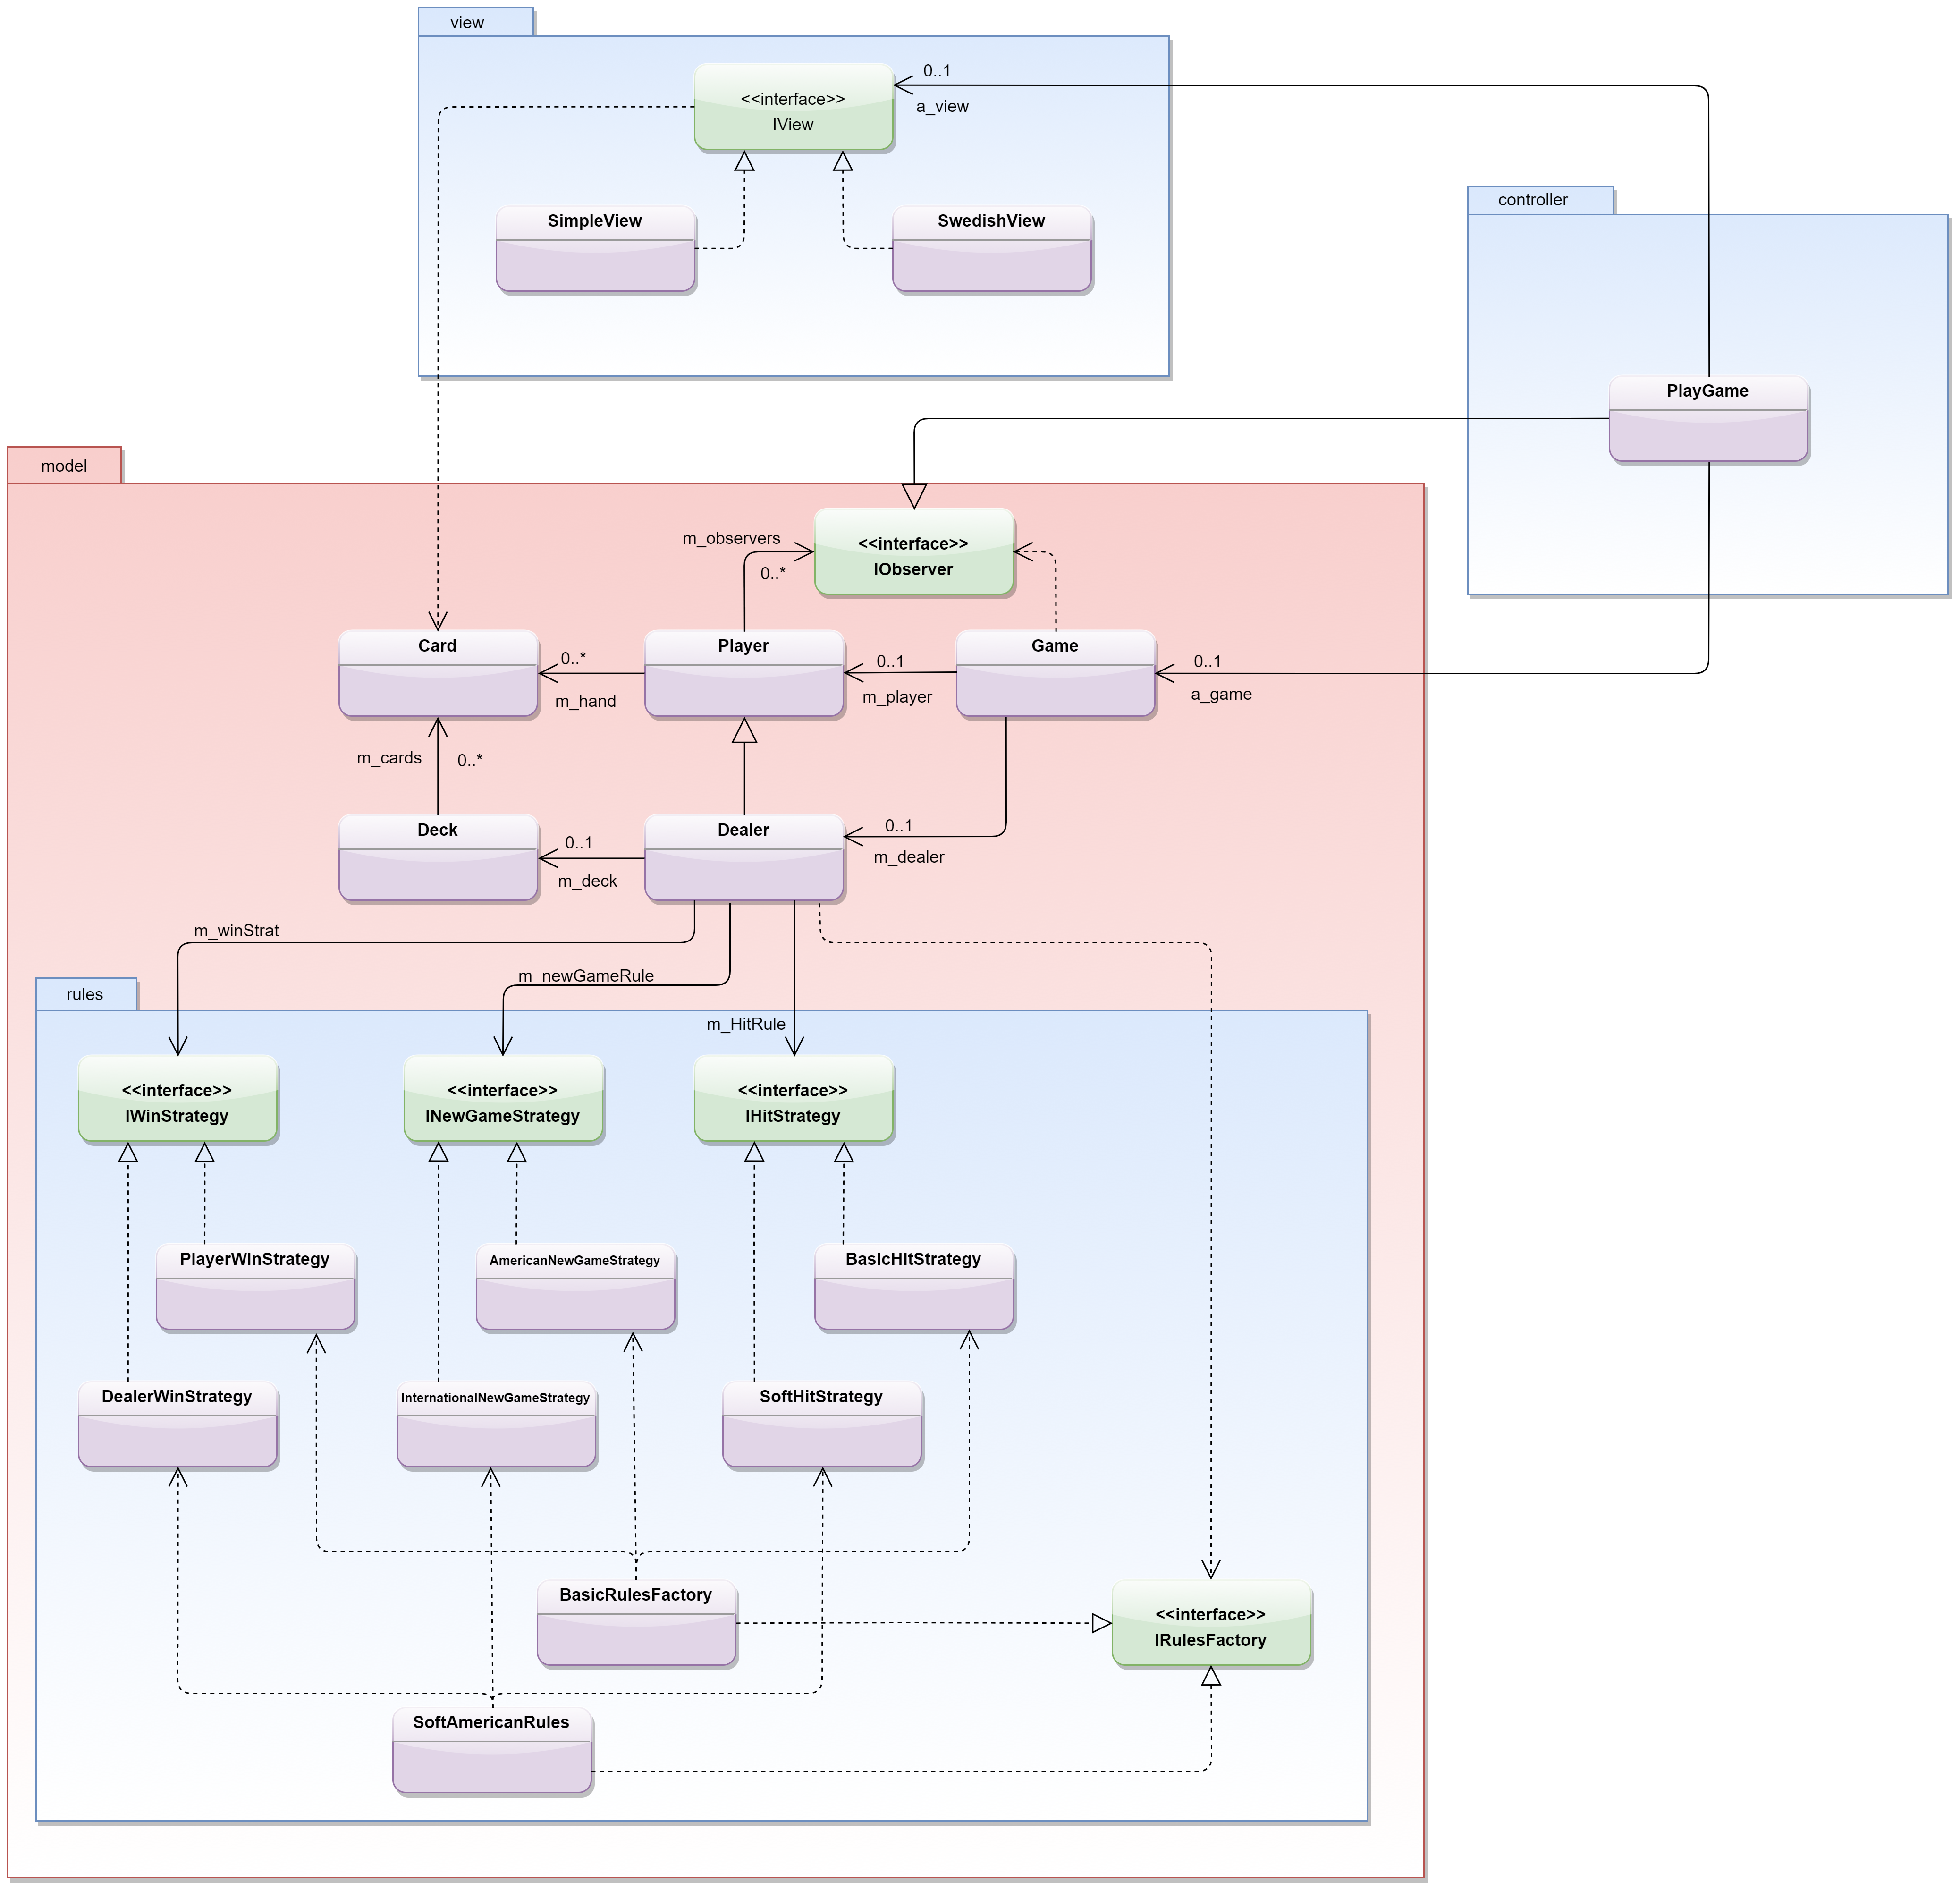 view
0..1
<<interface>>
IView
a_view
SimpleView
SwedishView
controller
PlayGame
model
m_observers
<<interface>>
IObserver
0..*
Card
Player
Game
0..*
0..1
0..1
m_hand
m_player
a_game
m_cards
0..*
Deck
Dealer
0..1
0..1
m_dealer
m_deck
m_winStrat
m_newGameRule
rules
m_HitRule
<<interface>>
IWinStrategy
<<interface>>
INewGameStrategy
<<interface>>
IHitStrategy
PlayerWinStrategy
AmericanNewGameStrategy
BasicHitStrategy
DealerWinStrategy
InternationalNewGameStrategy
SoftHitStrategy
BasicRulesFactory
<<interface>>
IRulesFactory
SoftAmericanRules